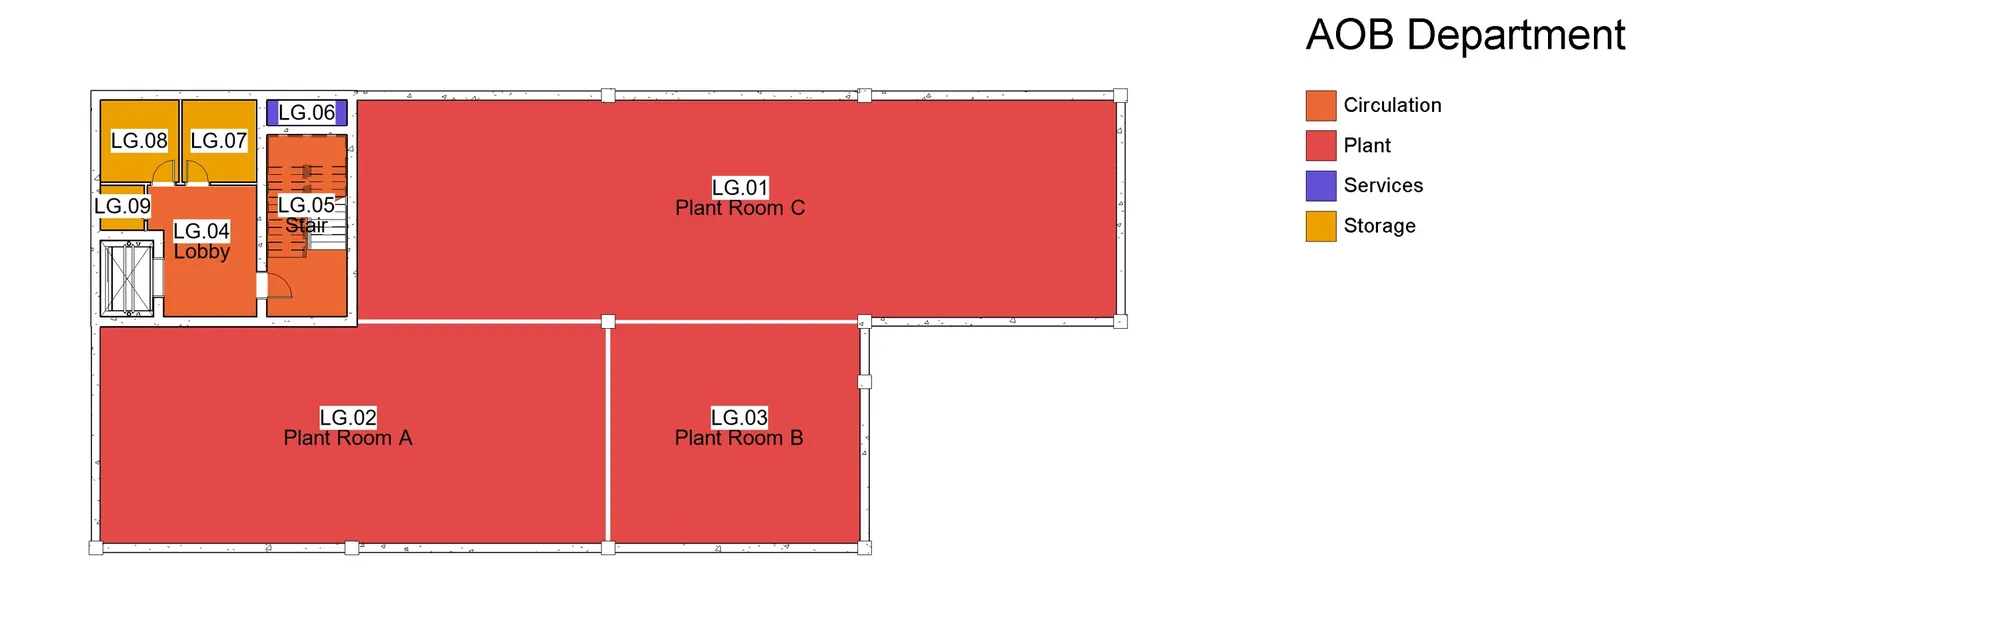 AOB Department
Circulation
Plant
Services
Storage
LG.08
LG.07
LG.06
LG.09
LG.04
Lobby
LG.05
Stair
LG.01
Plant Room C
LG.02
Plant Room A
LG.03
Plant Room B